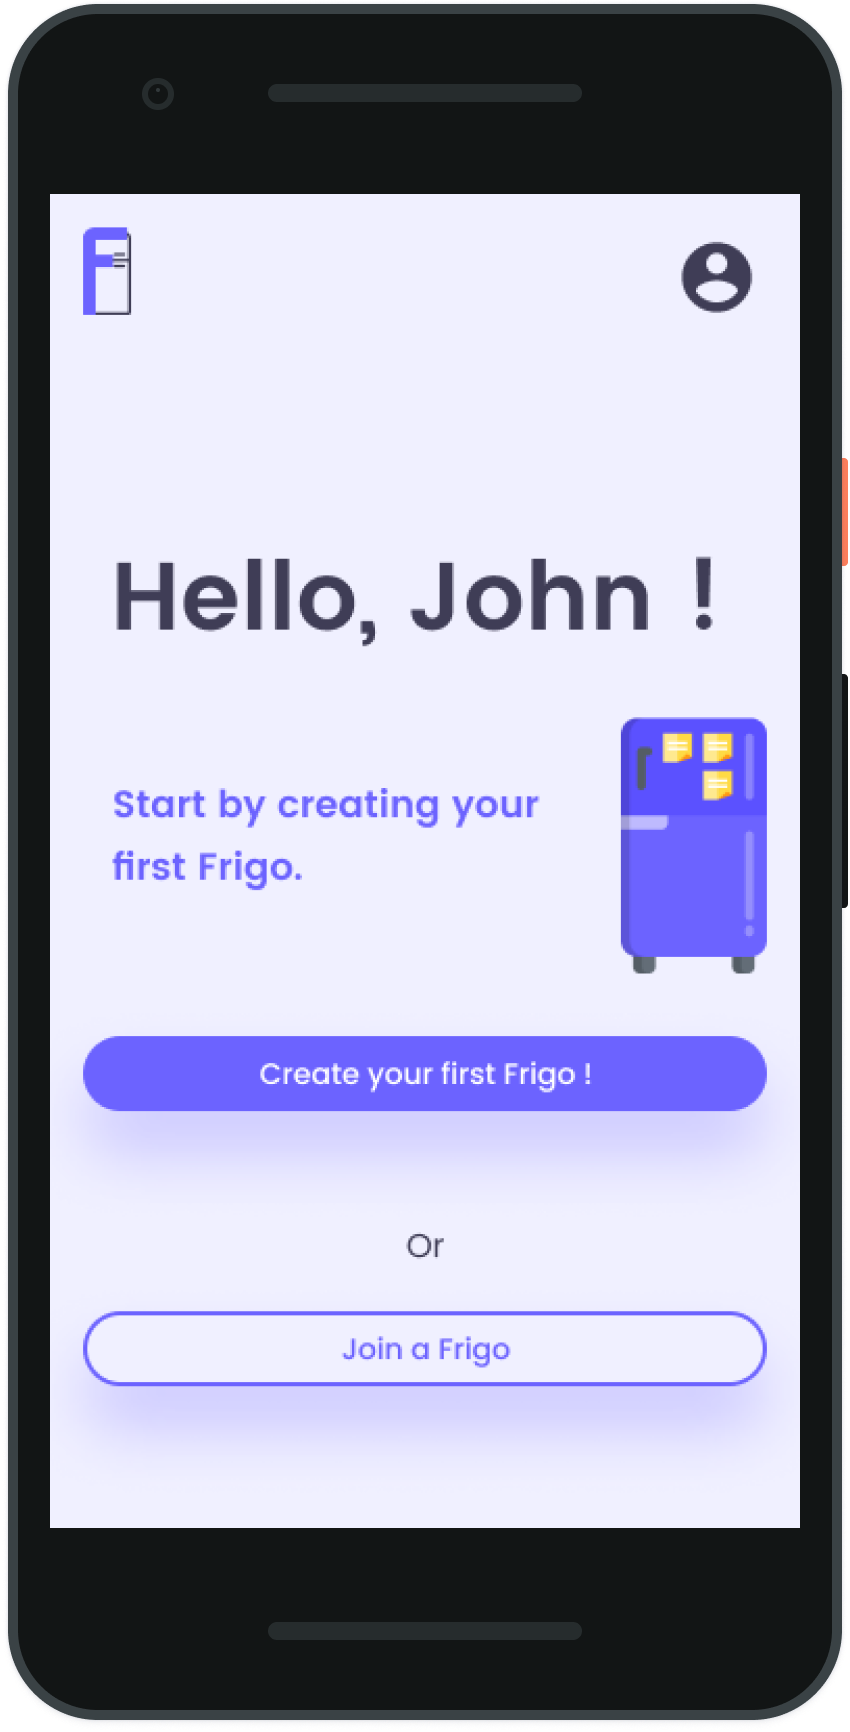 Hello, John !
Start by creating your
first Frigo.
Create your first Frigo !
Or
Join a Frigo